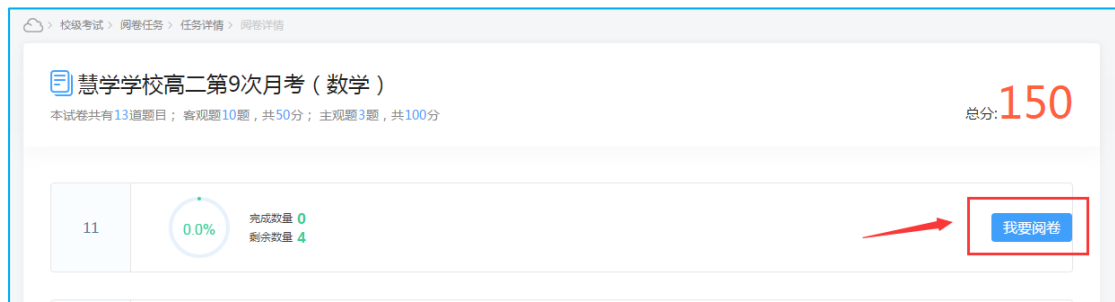 校级考试 > 阅卷任务 > 任务详情 > 阅卷详情
慧学学校高二第9次月考（数学）
本试卷共有13道题目；客观题10题，共50分；主观题3题，共100分
总分:150
11
0.0%
完成数量 0
剩余数量 4
我要阅卷